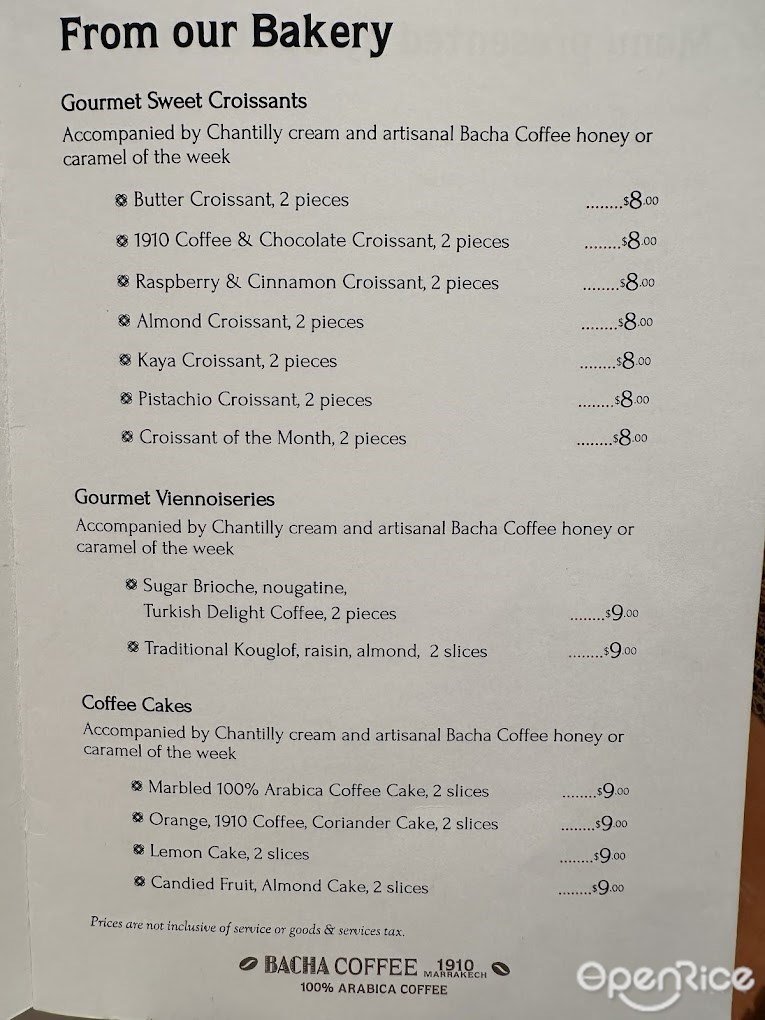 From our Bakery
Gourmet Sweet Croissants
Accompanied by Chantilly cream and artisanal Bacha Coffee honey or
caramel of the week
Butter Croissant, 2 pieces ........$8.00
1910 Coffee & Chocolate Croissant, 2 pieces ........$8.00
Raspberry & Cinnamon Croissant, 2 pieces ........$8.00
Almond Croissant, 2 pieces ........$8.00
Kaya Croissant, 2 pieces ........$8.00
Pistachio Croissant, 2 pieces ........$8.00
Croissant of the Month, 2 pieces ........$8.00
Gourmet Viennoiseries
Accompanied by Chantilly cream and artisanal Bacha Coffee honey or
caramel of the week
Sugar Brioche, nougatine,
Turkish Delight Coffee, 2 pieces ........$9.00
Traditional Kouglof, raisin, almond, 2 slices ........$9.00
Coffee Cakes
Accompanied by Chantilly cream and artisanal Bacha Coffee honey or
caramel of the week
Marbled 100% Arabica Coffee Cake, 2 slices ........$9.00
Orange, 1910 Coffee, Coriander Cake, 2 slices ........$9.00
Lemon Cake, 2 slices ........$9.00
Candied Fruit, Almond Cake, 2 slices ........$9.00
Prices are not inclusive of service or goods & services tax.
BACHA COFFEE 1910 MARRAKECH
100% ARABICA COFFEE
OpenRice